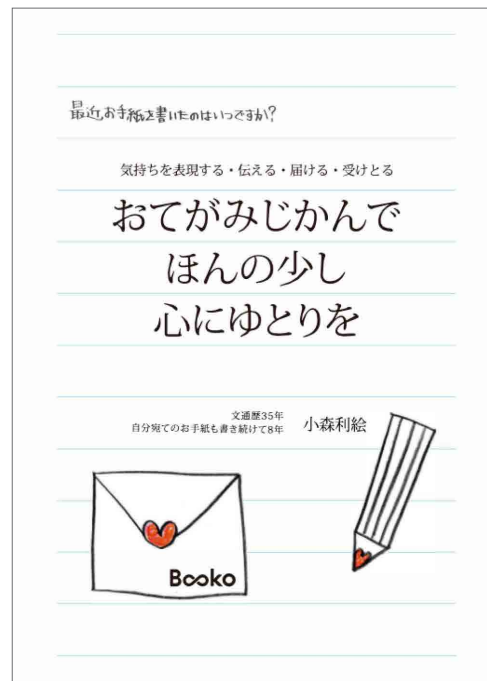 最近、お手紙を書いたのはいつですか?
気持ちを表現する・伝える・届ける・受けとる
おてがみじかんで
ほんの少し
心にゆとりを
文通歴35年
自分宛てのお手紙も書き続けて8年
小森利絵
Booko